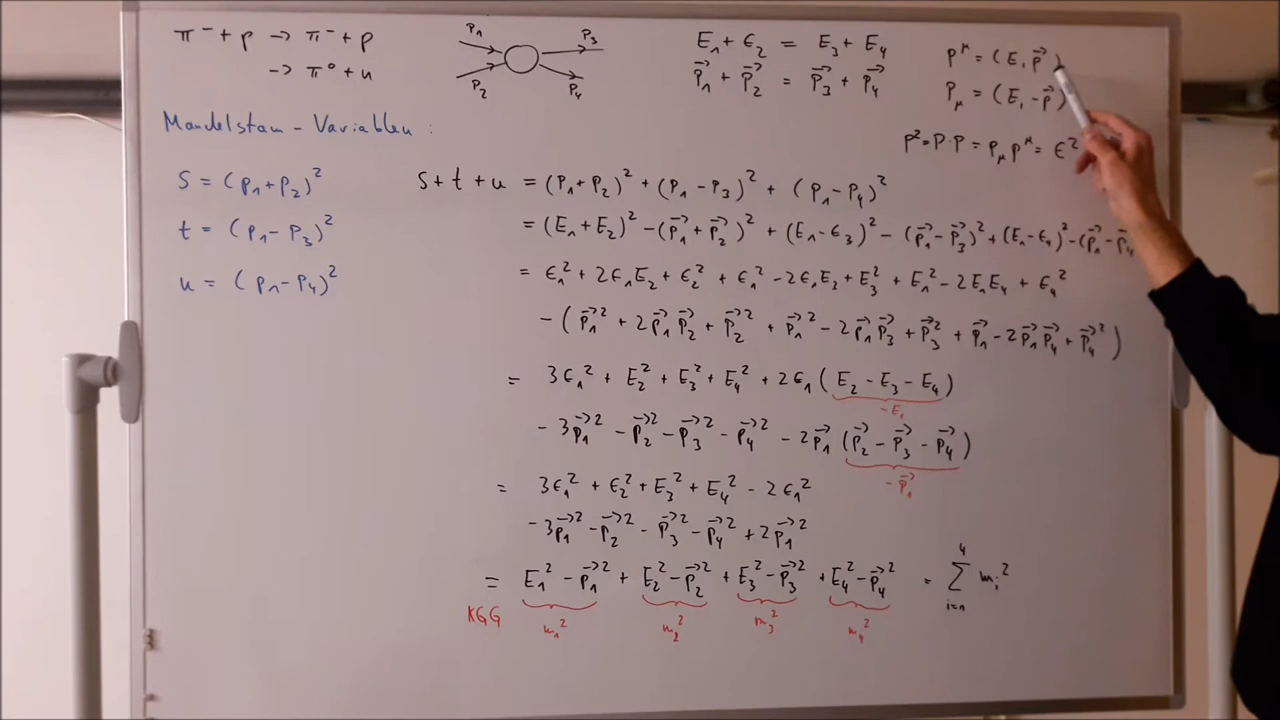 π⁻ + p → π⁻ + p
→ π⁰ + n
p₁ p₃
p₂ p₄
E₁ + E₂ = E₃ + E₄
p⃗₁ + p⃗₂ = p⃗₃ + p⃗₄
p^μ = (E, p⃗)
p_μ = (E, -p⃗)
p² = p·p = p_μ p^μ = E²
Mandelstam-Variablen:
s = (p₁+p₂)²
t = (p₁-p₃)²
u = (p₁-p₄)²
s+t+u = (p₁+p₂)² + (p₁-p₃)² + (p₁-p₄)²
= (E₁+E₂)² - (p⃗₁+p⃗₂)² + (E₁-E₃)² - (p⃗₁-p⃗₃)² + (E₁-E₄)² - (p⃗₁-p⃗₄
= E₁² + 2E₁E₂ + E₂² + E₁² - 2E₁E₂ + E₃² + E₁² - 2E₁E₄ + E₄²
- (p⃗₁² + 2p⃗₁p⃗₂ + p⃗₂² + p⃗₁² - 2p⃗₁p⃗₃ + p⃗₃² + p⃗₁² - 2p⃗₁p⃗₄ + p⃗₄²)
= 3E₁² + E₂² + E₃² + E₄² + 2E₁(E₂ - E₃ - E₄)
-E₁
- 3p⃗₁² - p⃗₂² - p⃗₃² - p⃗₄² - 2p⃗₁(p⃗₂ - p⃗₃ - p⃗₄)
-p⃗₁
= 3E₁² + E₂² + E₃² + E₄² - 2E₁²
- 3p⃗₁² - p⃗₂² - p⃗₃² - p⃗₄² + 2p⃗₁²
= E₁² - p⃗₁² + E₂² - p⃗₂² + E₃² - p⃗₃² + E₄² - p⃗₄² = ∑_{i=1}^{4} m_i²
KGG m₁² m₂² m₃² m₄²